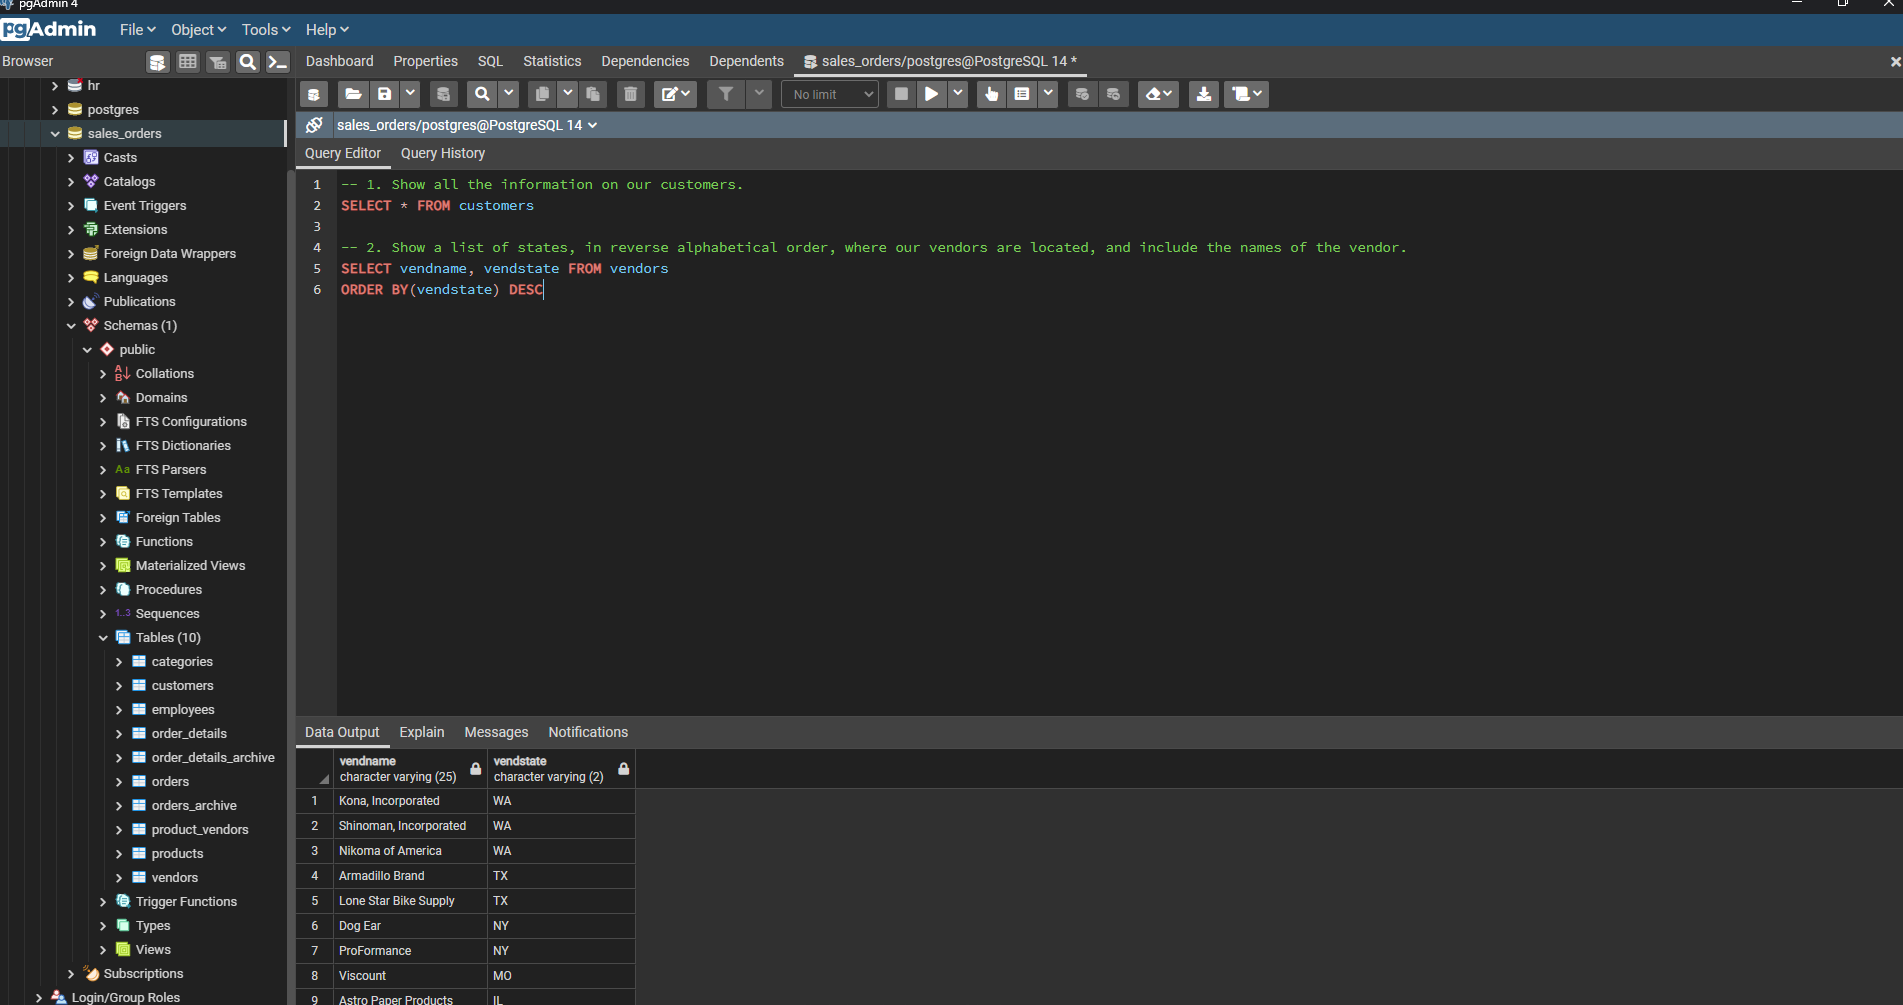 pgAdmin 4
pgAdmin File Object Tools Help
Browser
Dashboard Properties SQL Statistics Dependencies Dependents sales_orders/postgres@PostgreSQL 14 *
No limit
sales_orders/postgres@PostgreSQL 14
Query Editor Query History
hr
postgres
sales_orders
Casts
Catalogs
Event Triggers
Extensions
Foreign Data Wrappers
Languages
Publications
Schemas (1)
public
Collations
Domains
FTS Configurations
FTS Dictionaries
Aa FTS Parsers
FTS Templates
Foreign Tables
Functions
Materialized Views
Procedures
1..3 Sequences
Tables (10)
categories
customers
employees
order_details
order_details_archive
orders
orders_archive
product_vendors
products
vendors
Trigger Functions
Types
Views
Subscriptions
Login/Group Roles
1 -- 1. Show all the information on our customers.
2 SELECT * FROM customers
3
4 -- 2. Show a list of states, in reverse alphabetical order, where our vendors are located, and include the names of the vendor.
5 SELECT vendname, vendstate FROM vendors
6 ORDER BY(vendstate) DESC
Data Output Explain Messages Notifications
vendname vendstate
character varying (25) character varying (2)
1 Kona, Incorporated WA
2 Shinoman, Incorporated WA
3 Nikoma of America WA
4 Armadillo Brand TX
5 Lone Star Bike Supply TX
6 Dog Ear NY
7 ProFormance NY
8 Viscount MO
9 Astro Paper Products IL